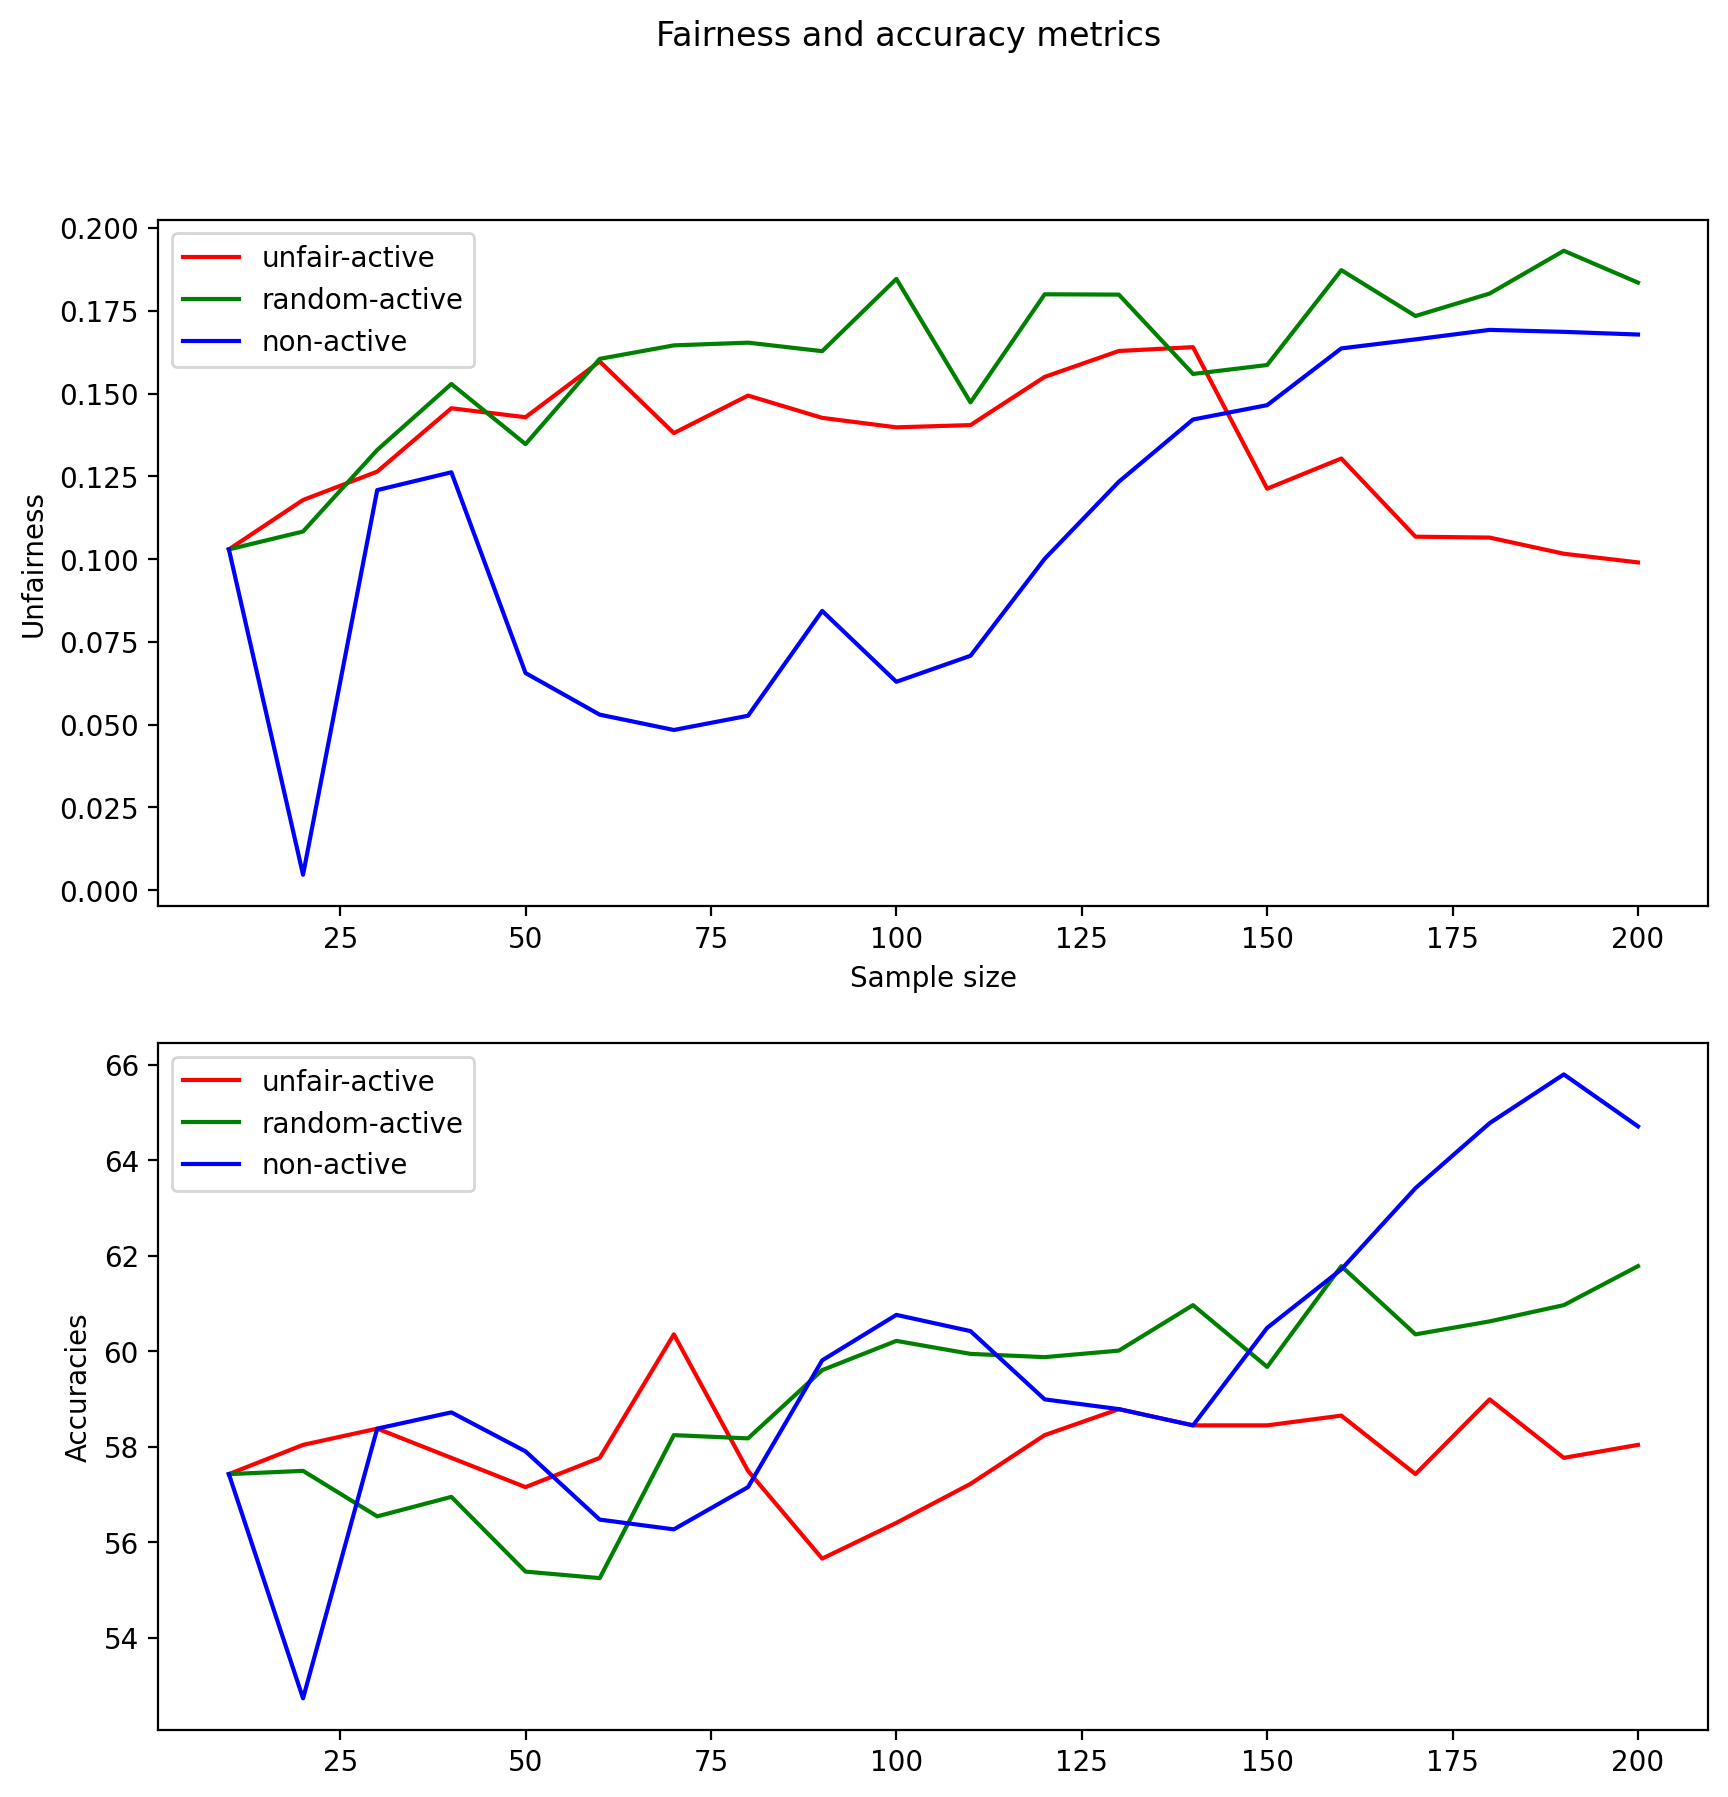 Fairness and accuracy metrics
0.200
0.175
0.150
0.125
0.100
0.075
0.050
0.025
0.000
Unfairness
unfair-active
random-active
non-active
25 50 75 100 125 150 175 200
Sample size
66
64
62
60
58
56
54
Accuracies
unfair-active
random-active
non-active
25 50 75 100 125 150 175 200